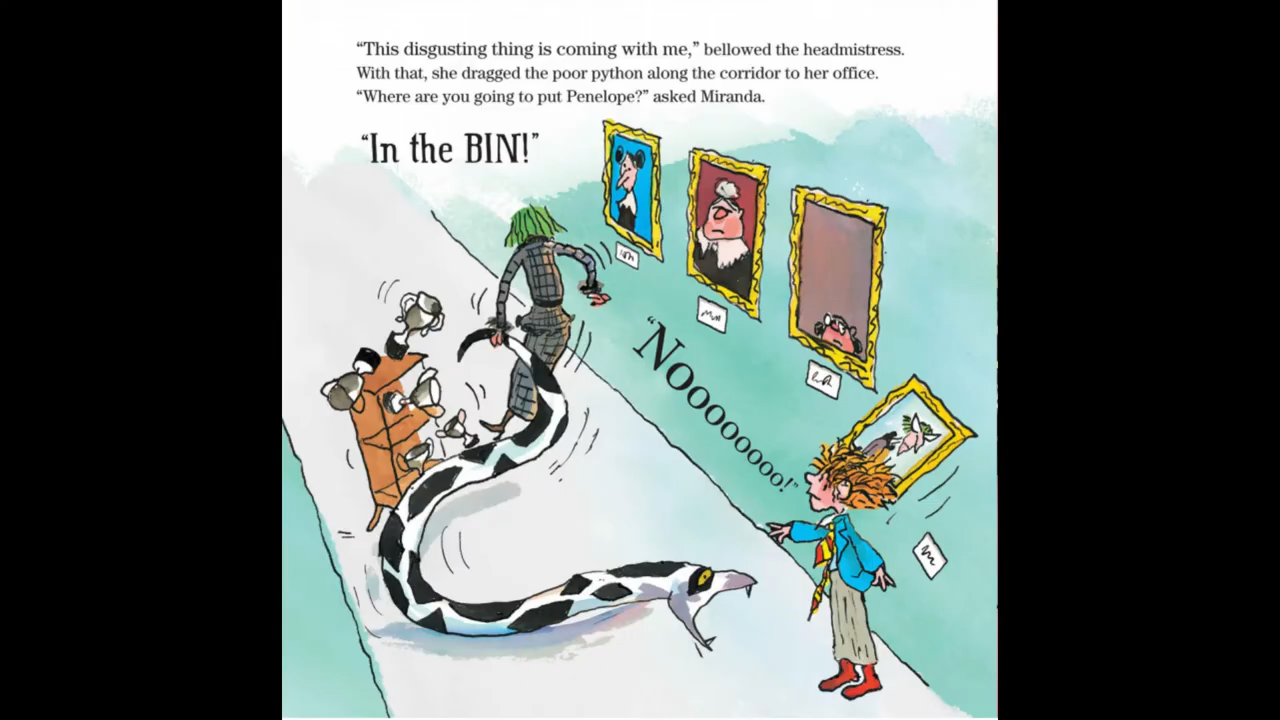 “This disgusting thing is coming with me,” bellowed the headmistress.
With that, she dragged the poor python along the corridor to her office.
“Where are you going to put Penelope?” asked Miranda.
“In the BIN!”
“Nooooooooo!”